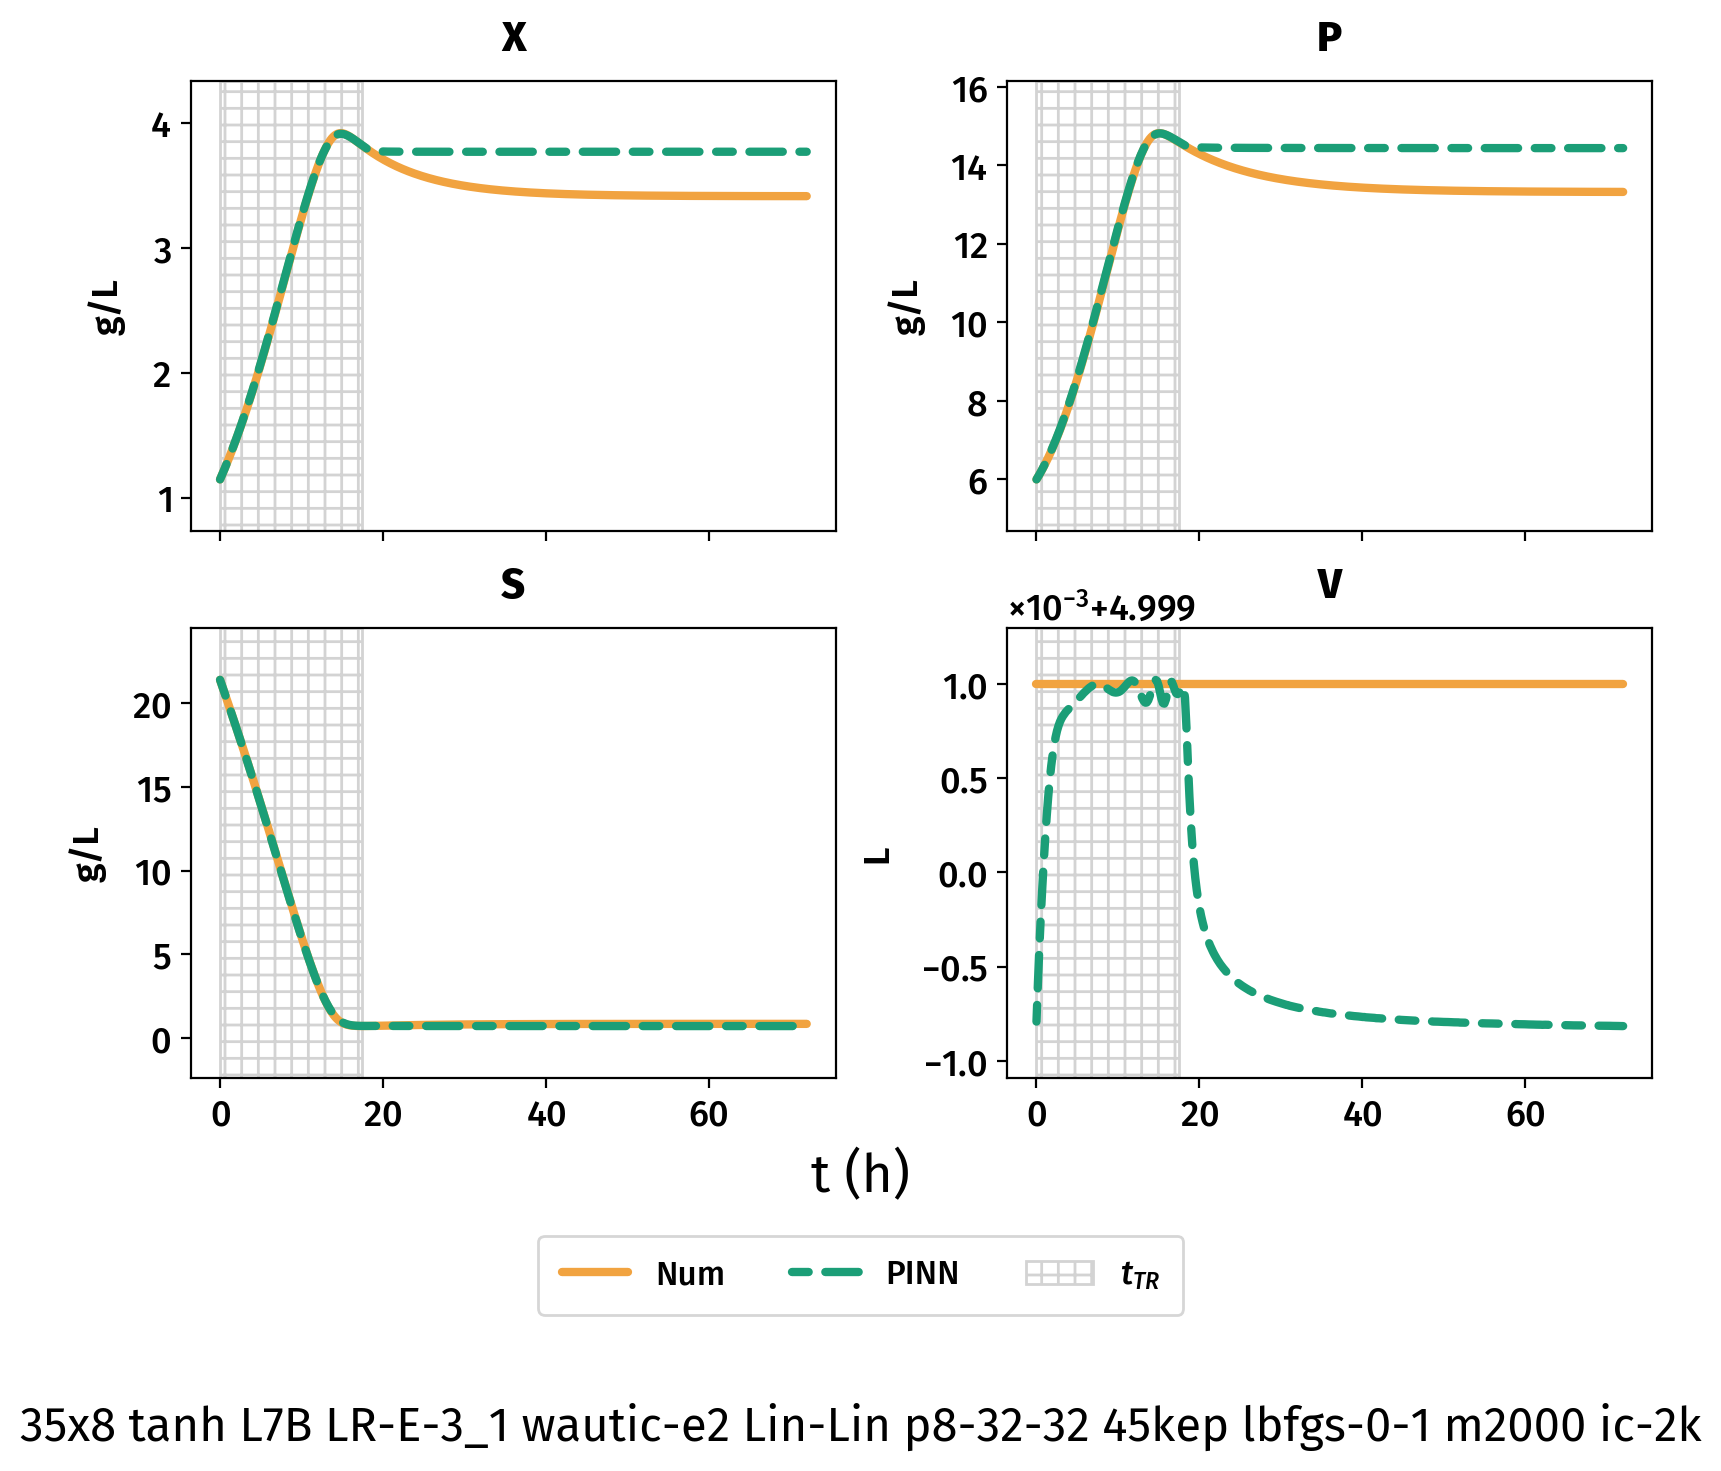 X
P
4
3
2
1
g/L
16
14
12
10
8
6
g/L
S
V
×10⁻³+4.999
20
15
10
5
0
g/L
0
20
40
60
1.0
0.5
0.0
−0.5
−1.0
L
0
20
40
60
t (h)
Num
PINN
t_TR
35x8 tanh L7B LR-E-3_1 wautic-e2 Lin-Lin p8-32-32 45kep lbfgs-0-1 m2000 ic-2k